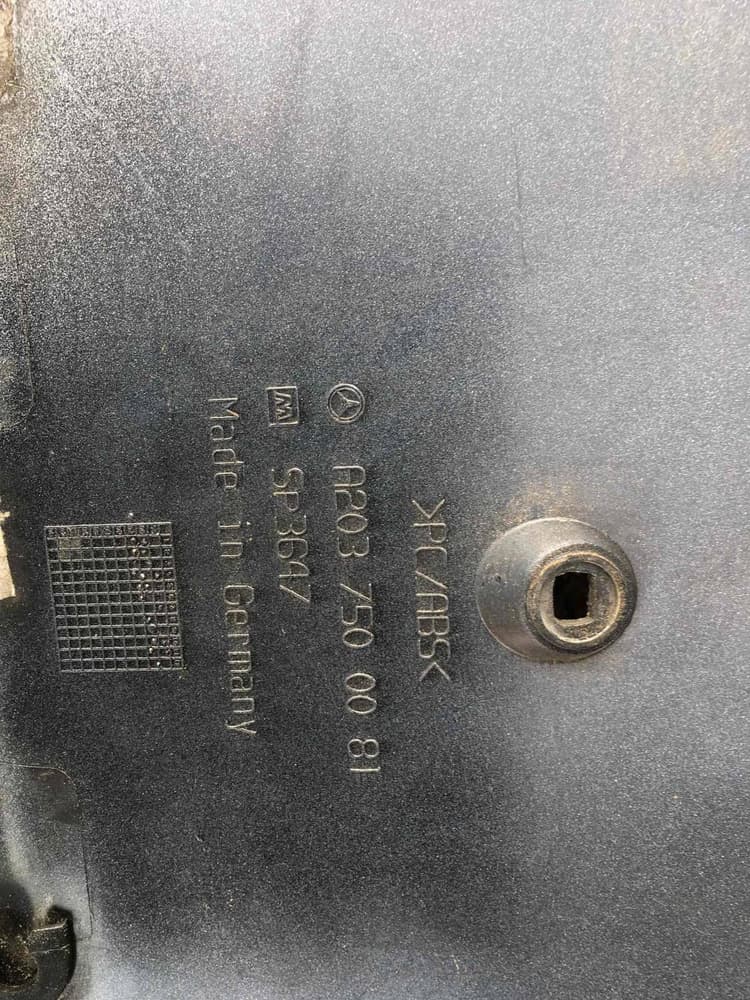 >PC/ABS<
A203 750 00 81
SP3647
Made in Germany